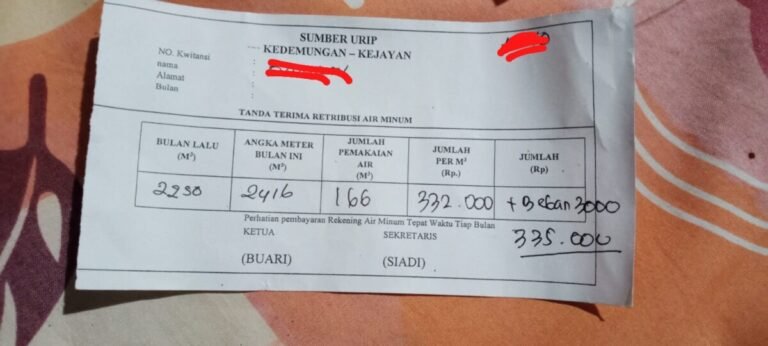 SUMBER URIP
KEDEMUNGAN – KEJAYAN
NO. Kwitansi :
nama :
Alamat :
Bulan :
TANDA TERIMA RETRIBUSI AIR MINUM
BULAN LALU (M³) ANGKA METER BULAN INI (M³) JUMLAH PEMAKAIAN AIR (M³) JUMLAH PER M³ (Rp.) JUMLAH (Rp)
2250 2416 166 332.000 + Beban 3000
Perhatian pembayaran Rekening Air Minum Tepat Waktu Tiap Bulan
335.000
KETUA SEKRETARIS
(BUARI) (SIADI)